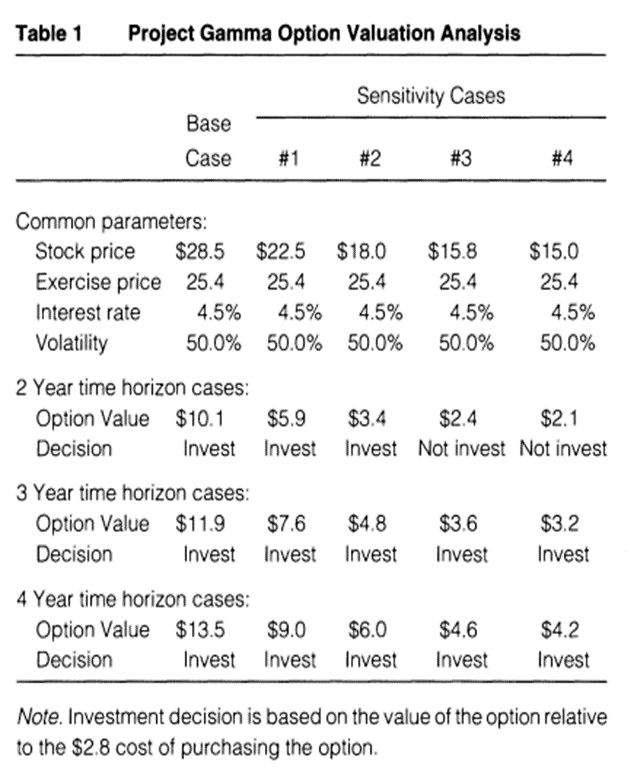 Table 1 Project Gamma Option Valuation Analysis
Sensitivity Cases
Base
Case #1 #2 #3 #4
Common parameters:
Stock price $28.5 $22.5 $18.0 $15.8 $15.0
Exercise price 25.4 25.4 25.4 25.4 25.4
Interest rate 4.5% 4.5% 4.5% 4.5% 4.5%
Volatility 50.0% 50.0% 50.0% 50.0% 50.0%
2 Year time horizon cases:
Option Value $10.1 $5.9 $3.4 $2.4 $2.1
Decision Invest Invest Invest Not invest Not invest
3 Year time horizon cases:
Option Value $11.9 $7.6 $4.8 $3.6 $3.2
Decision Invest Invest Invest Invest Invest
4 Year time horizon cases:
Option Value $13.5 $9.0 $6.0 $4.6 $4.2
Decision Invest Invest Invest Invest Invest
Note. Investment decision is based on the value of the option relative
to the $2.8 cost of purchasing the option.